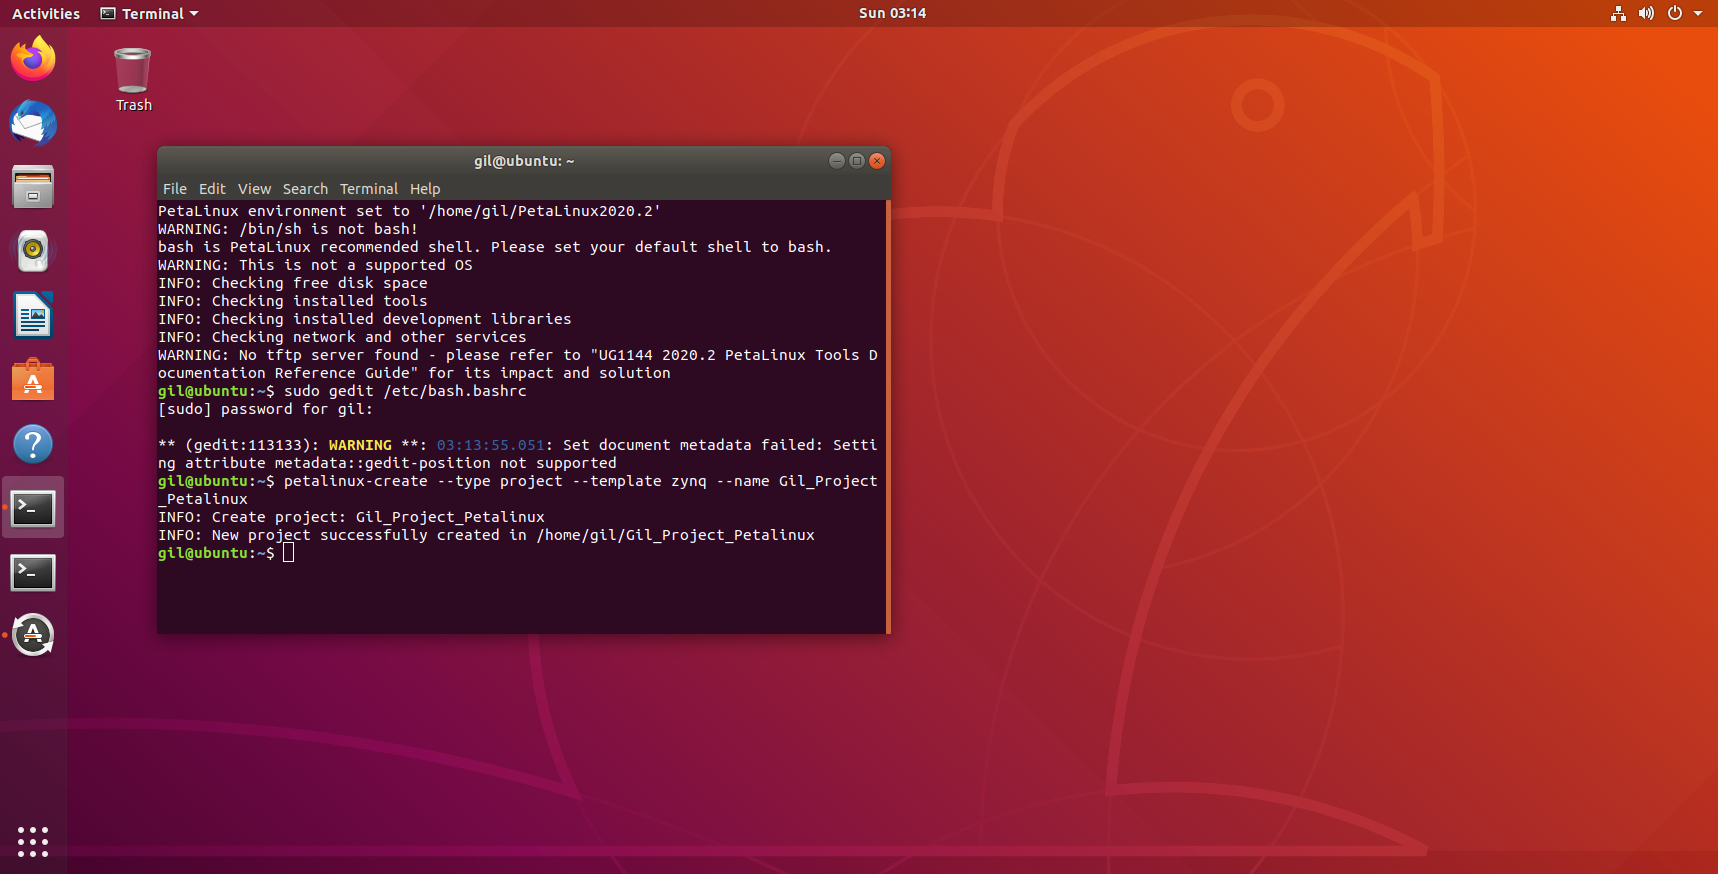 Activities
Terminal
Sun 03:14
Trash
gil@ubuntu: ~
File Edit View Search Terminal Help
PetaLinux environment set to '/home/gil/PetaLinux2020.2'
WARNING: /bin/sh is not bash!
bash is PetaLinux recommended shell. Please set your default shell to bash.
WARNING: This is not a supported OS
INFO: Checking free disk space
INFO: Checking installed tools
INFO: Checking installed development libraries
INFO: Checking network and other services
WARNING: No tftp server found - please refer to "UG1144 2020.2 PetaLinux Tools D
ocumentation Reference Guide" for its impact and solution
gil@ubuntu:~$ sudo gedit /etc/bash.bashrc
[sudo] password for gil:
** (gedit:113133): WARNING **: 03:13:55.051: Set document metadata failed: Setti
ng attribute metadata::gedit-position not supported
gil@ubuntu:~$ petalinux-create --type project --template zynq --name Gil_Project
_Petalinux
INFO: Create project: Gil_Project_Petalinux
INFO: New project successfully created in /home/gil/Gil_Project_Petalinux
gil@ubuntu:~$